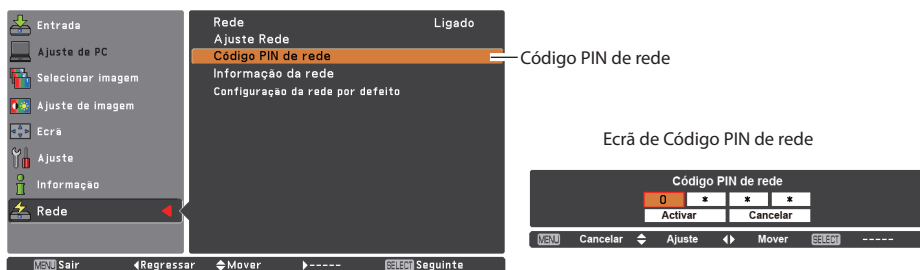 Entrada
Ajuste de PC
Selecionar imagem
Ajuste de imagem
Ecrã
Ajuste
Informação
Rede
Rede Ligado
Ajuste Rede
Código PIN de rede
Informação da rede
Configuração da rede por defeito
MENU Sair Regressar Mover ----- SELECT Seguinte
Código PIN de rede
Ecrã de Código PIN de rede
Código PIN de rede
0 * * *
Activar Cancelar
MENU Cancelar Ajuste Mover SELECT -----